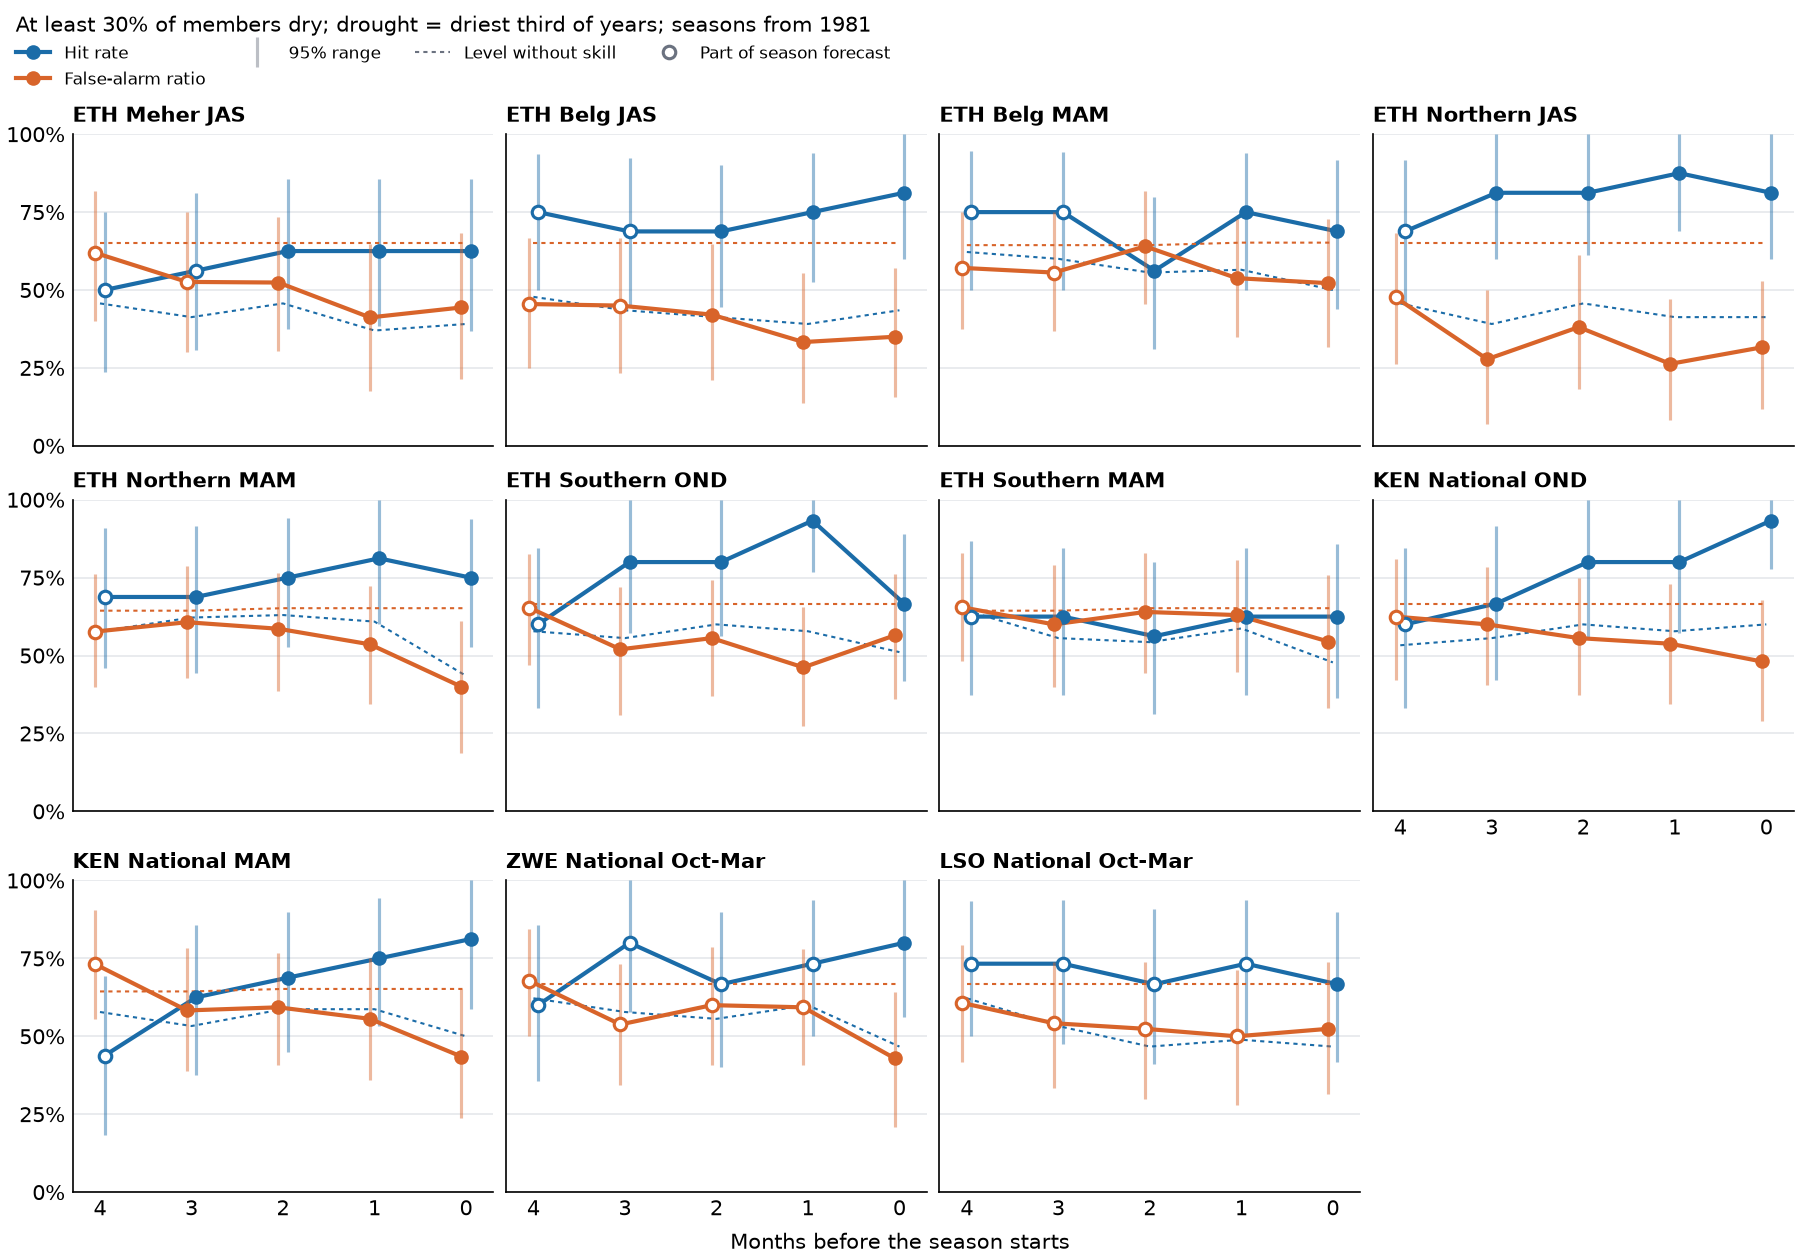 At least 30% of members dry; drought = driest third of years; seasons from 1981
Hit rate
95% range
Level without skill
Part of season forecast
False-alarm ratio
ETH Meher JAS
ETH Belg JAS
ETH Belg MAM
ETH Northern JAS
100%
75%
50%
25%
0%
ETH Northern MAM
ETH Southern OND
ETH Southern MAM
KEN National OND
100%
75%
50%
25%
0%
4 3 2 1 0
KEN National MAM
ZWE National Oct-Mar
LSO National Oct-Mar
100%
75%
50%
25%
0%
4 3 2 1 0
4 3 2 1 0
4 3 2 1 0
Months before the season starts